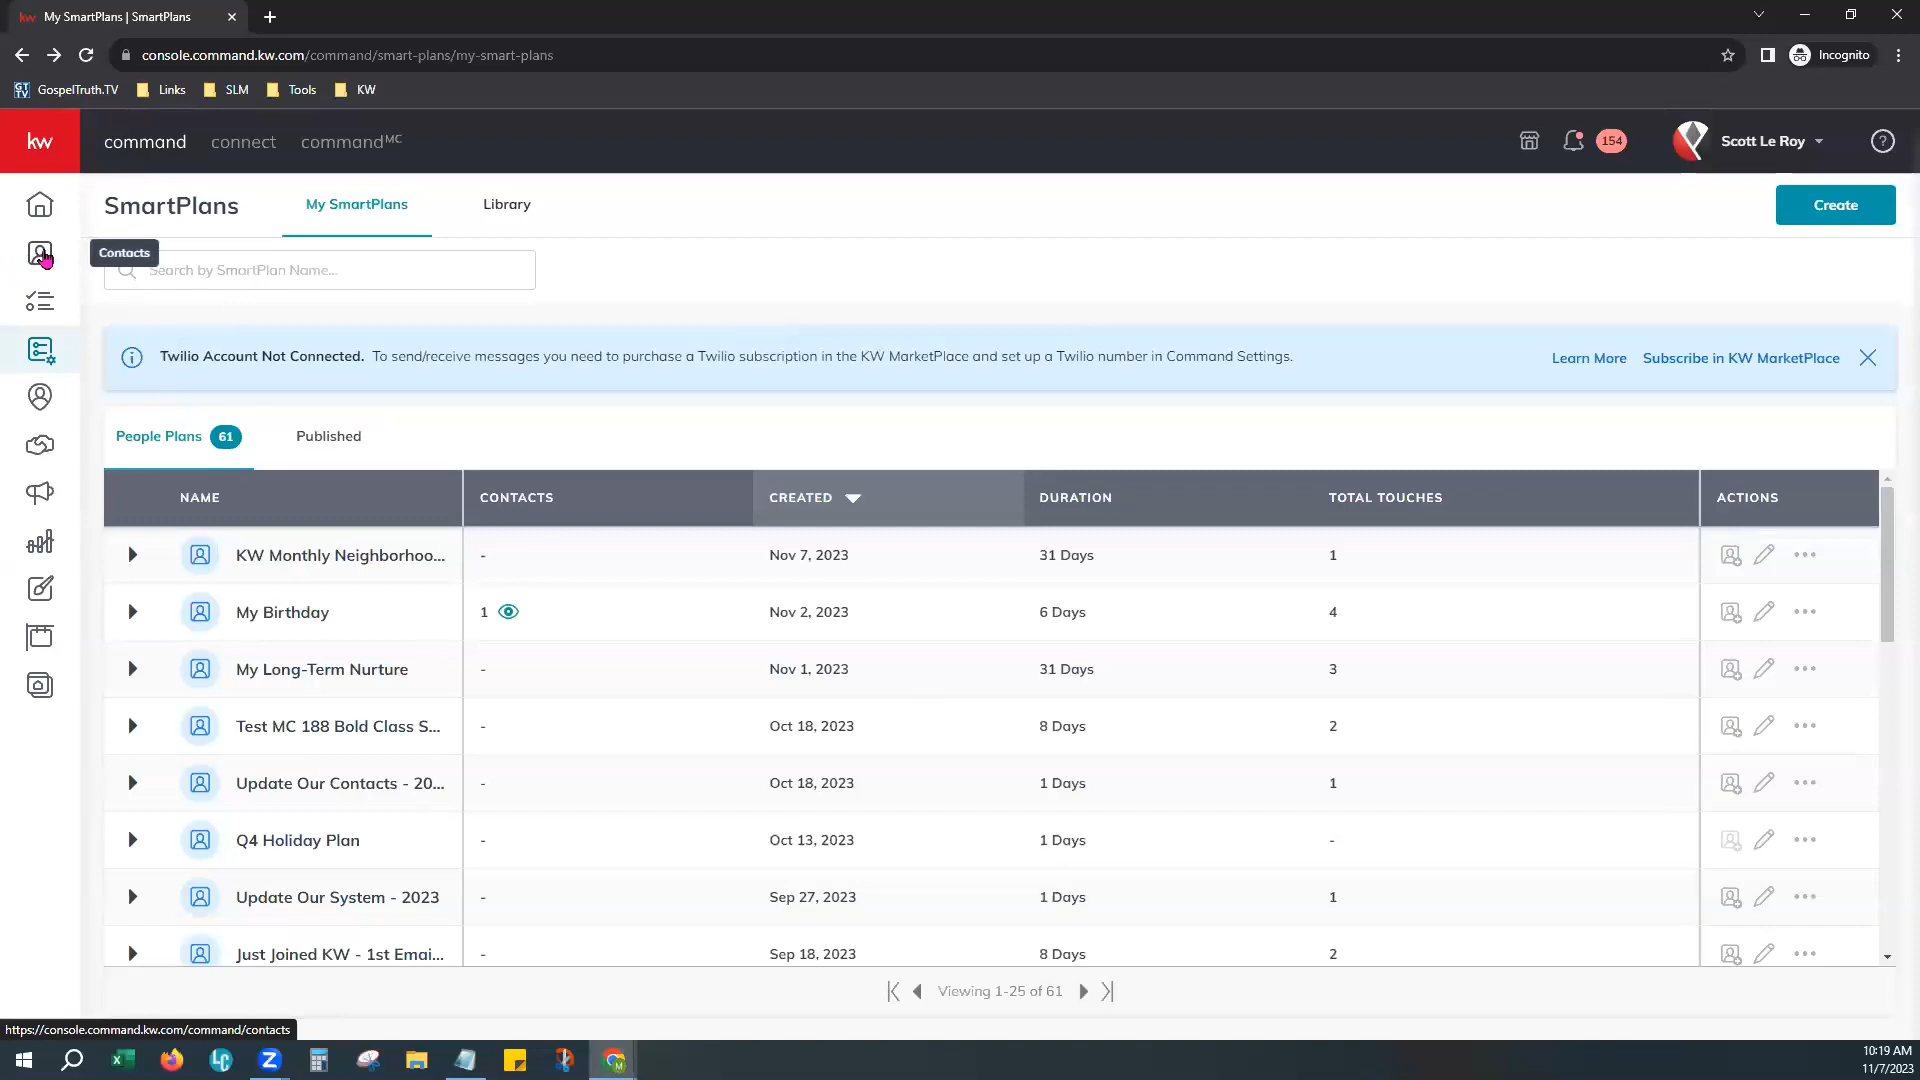 kw My SmartPlans | SmartPlans
console.command.kw.com/command/smart-plans/my-smart-plans
Incognito
GT TV GospelTruth.TV Links SLM Tools KW
kw command connect commandMC 154 Scott Le Roy ?
SmartPlans My SmartPlans Library Create
Contacts
Search by SmartPlan Name...
Twilio Account Not Connected. To send/receive messages you need to purchase a Twilio subscription in the KW MarketPlace and set up a Twilio number in Command Settings. Learn More Subscribe in KW MarketPlace
People Plans 61 Published
NAME CONTACTS CREATED DURATION TOTAL TOUCHES ACTIONS
KW Monthly Neighborhoo... - Nov 7, 2023 31 Days 1
My Birthday 1 Nov 2, 2023 6 Days 4
My Long-Term Nurture - Nov 1, 2023 31 Days 3
Test MC 188 Bold Class S... - Oct 18, 2023 8 Days 2
Update Our Contacts - 20... - Oct 18, 2023 1 Days 1
Q4 Holiday Plan - Oct 13, 2023 1 Days -
Update Our System - 2023 - Sep 27, 2023 1 Days 1
Just Joined KW - 1st Emai... - Sep 18, 2023 8 Days 2
Viewing 1-25 of 61
https://console.command.kw.com/command/contacts
10:19 AM
11/7/2023